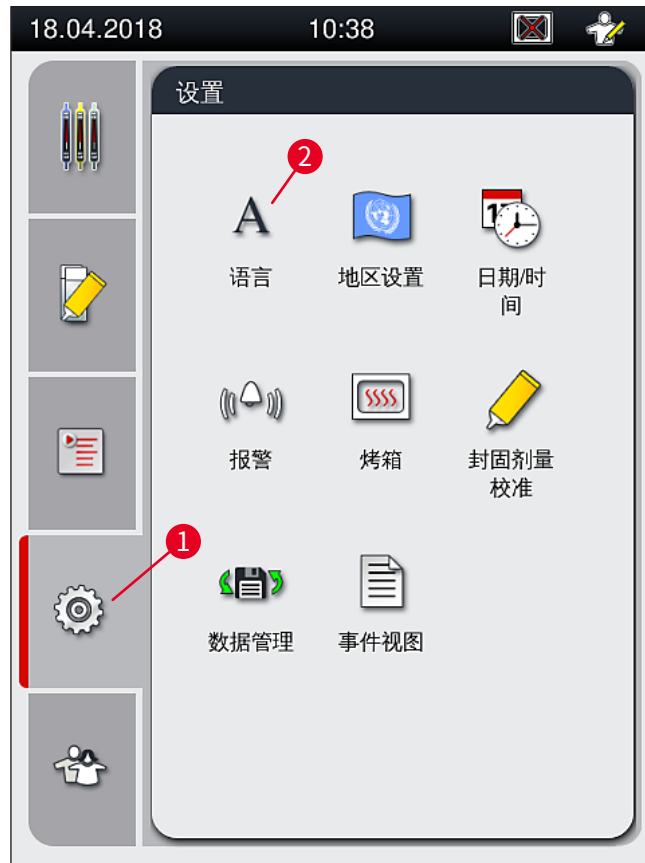 18.04.2018 10:38
设置
2
语言 地区设置 日期/时
间
报警 烤箱 封固剂量
校准
1
数据管理 事件视图